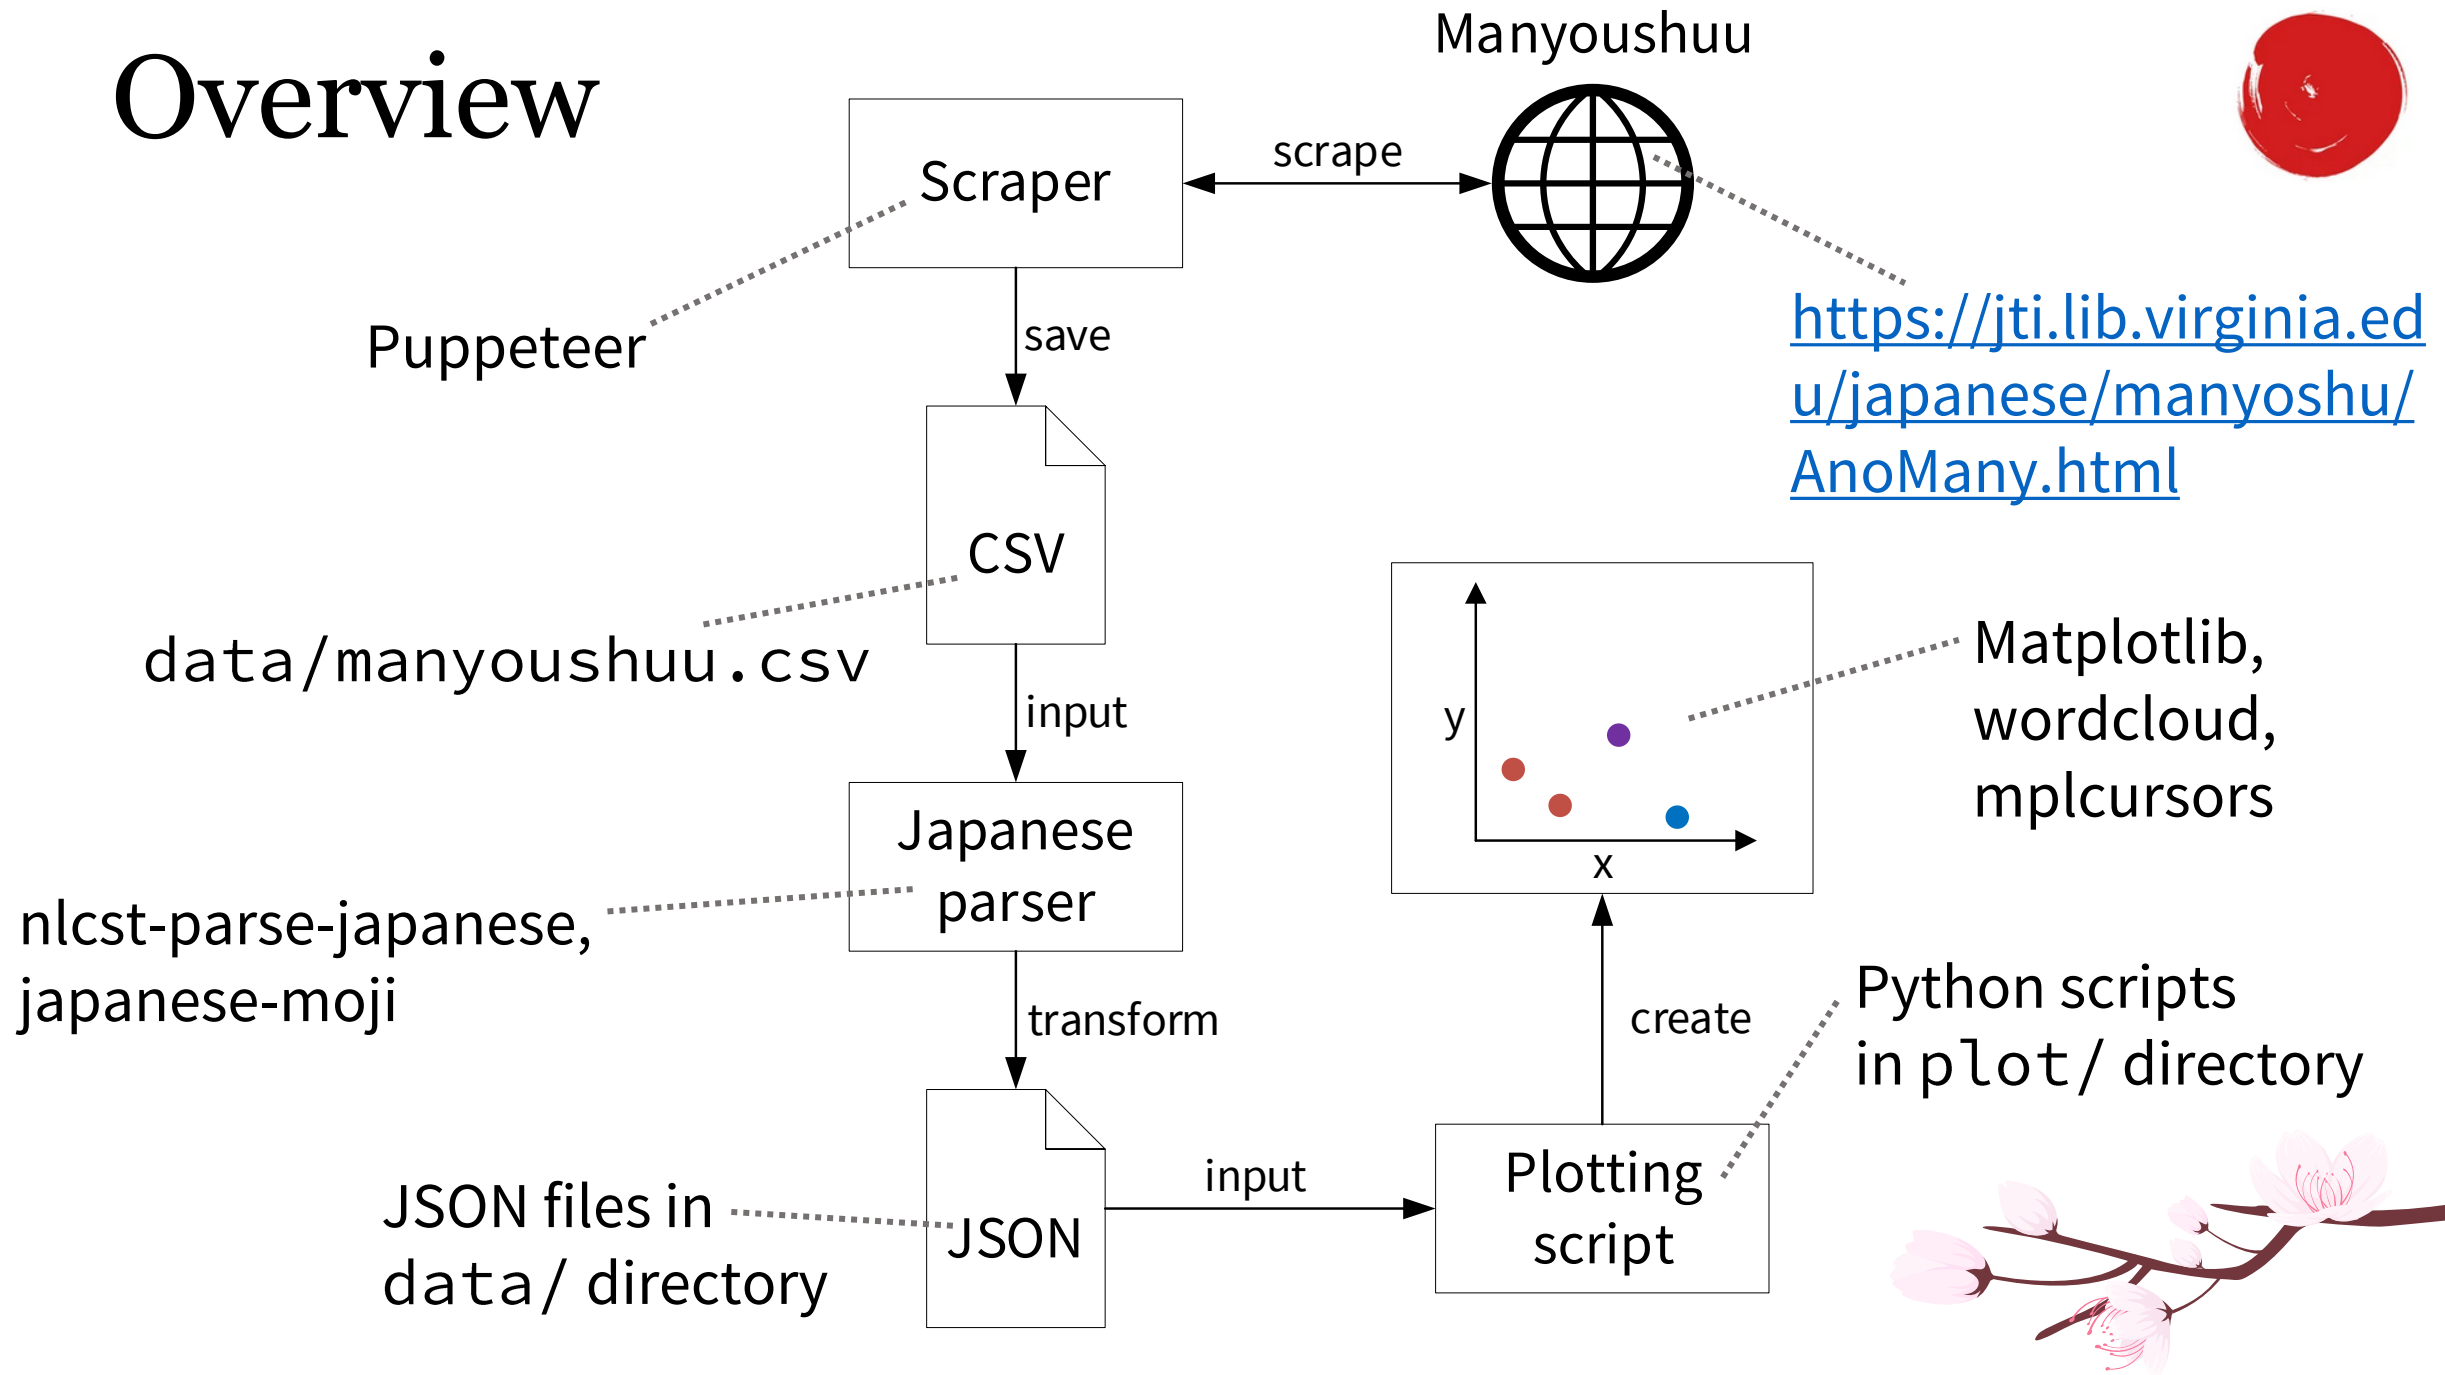 Overview
Manyoushuu
Scraper
scrape
Puppeteer
save
https://jti.lib.virginia.ed
u/japanese/manyoshu/
AnoMany.html
CSV
data/manyoushuu.csv
input
Japanese
parser
nlcst-parse-japanese,
japanese-moji
transform
JSON files in
data/ directory
JSON
input
Plotting
script
Python scripts
in plot/ directory
create
y
x
Matplotlib,
wordcloud,
mplcursors